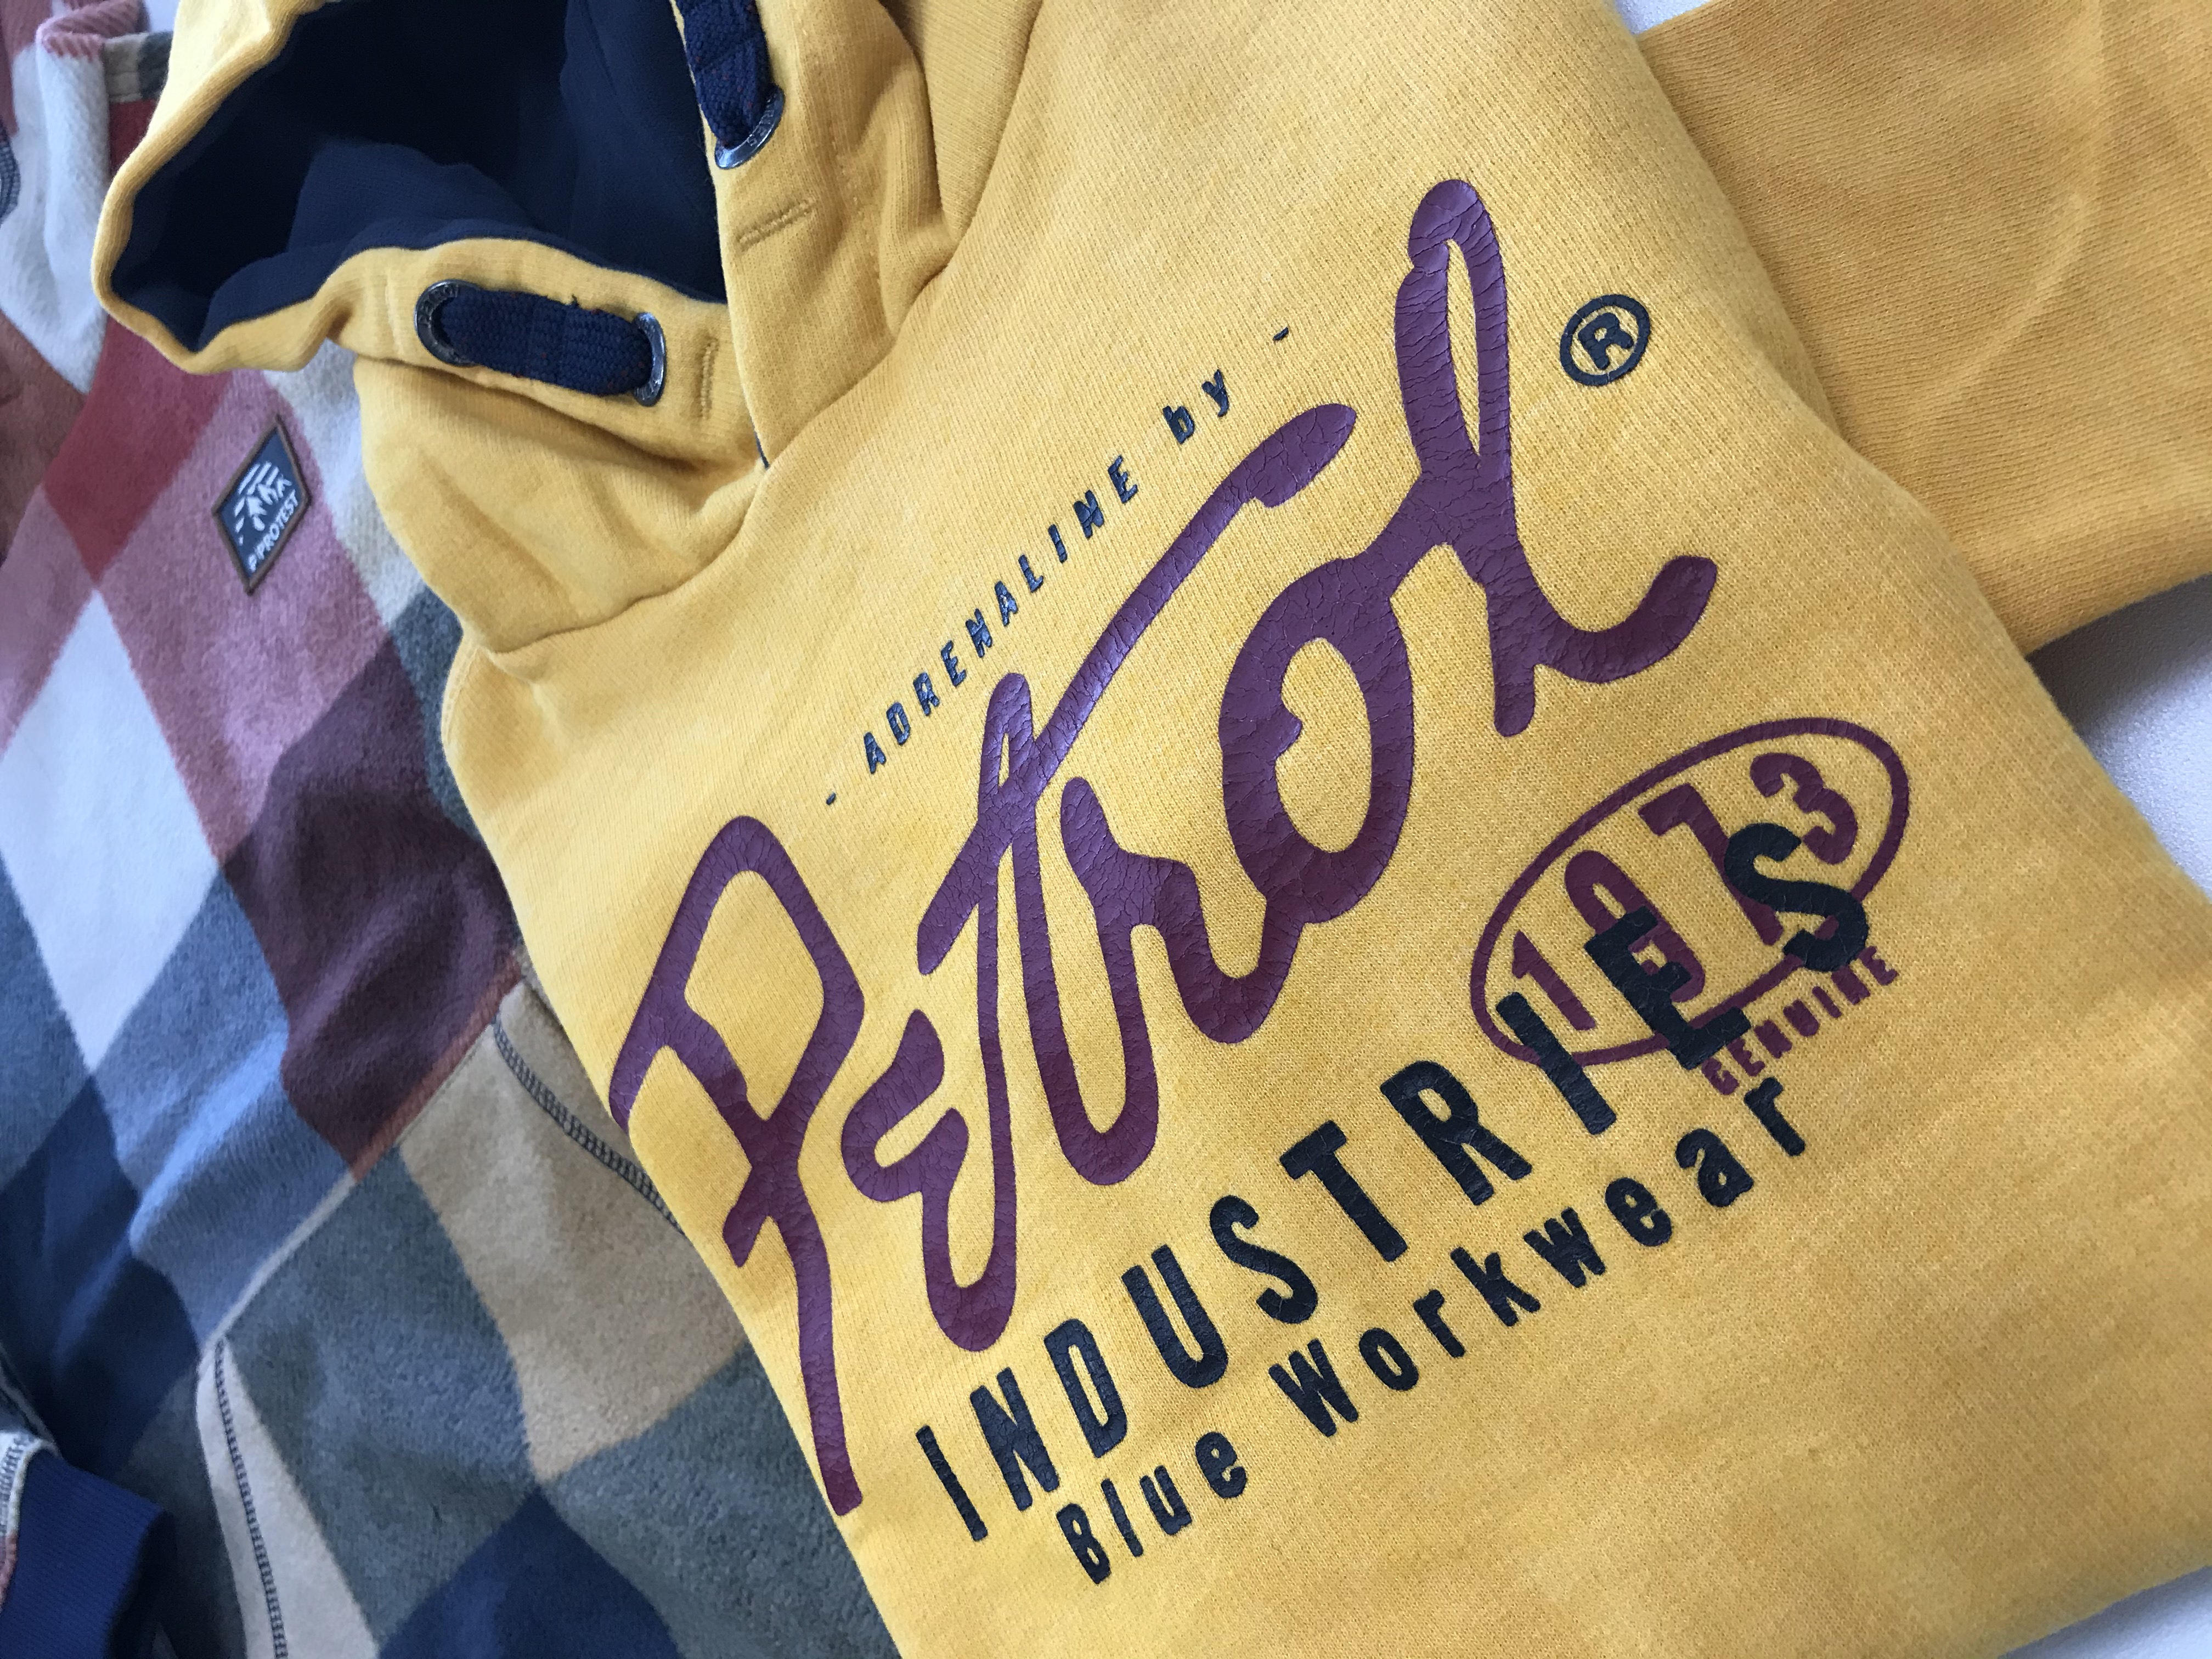 - ADRENALINE by -
Petrol ®
1973
INDUSTRIES
GENUINE
Blue Workwear
PROTEST